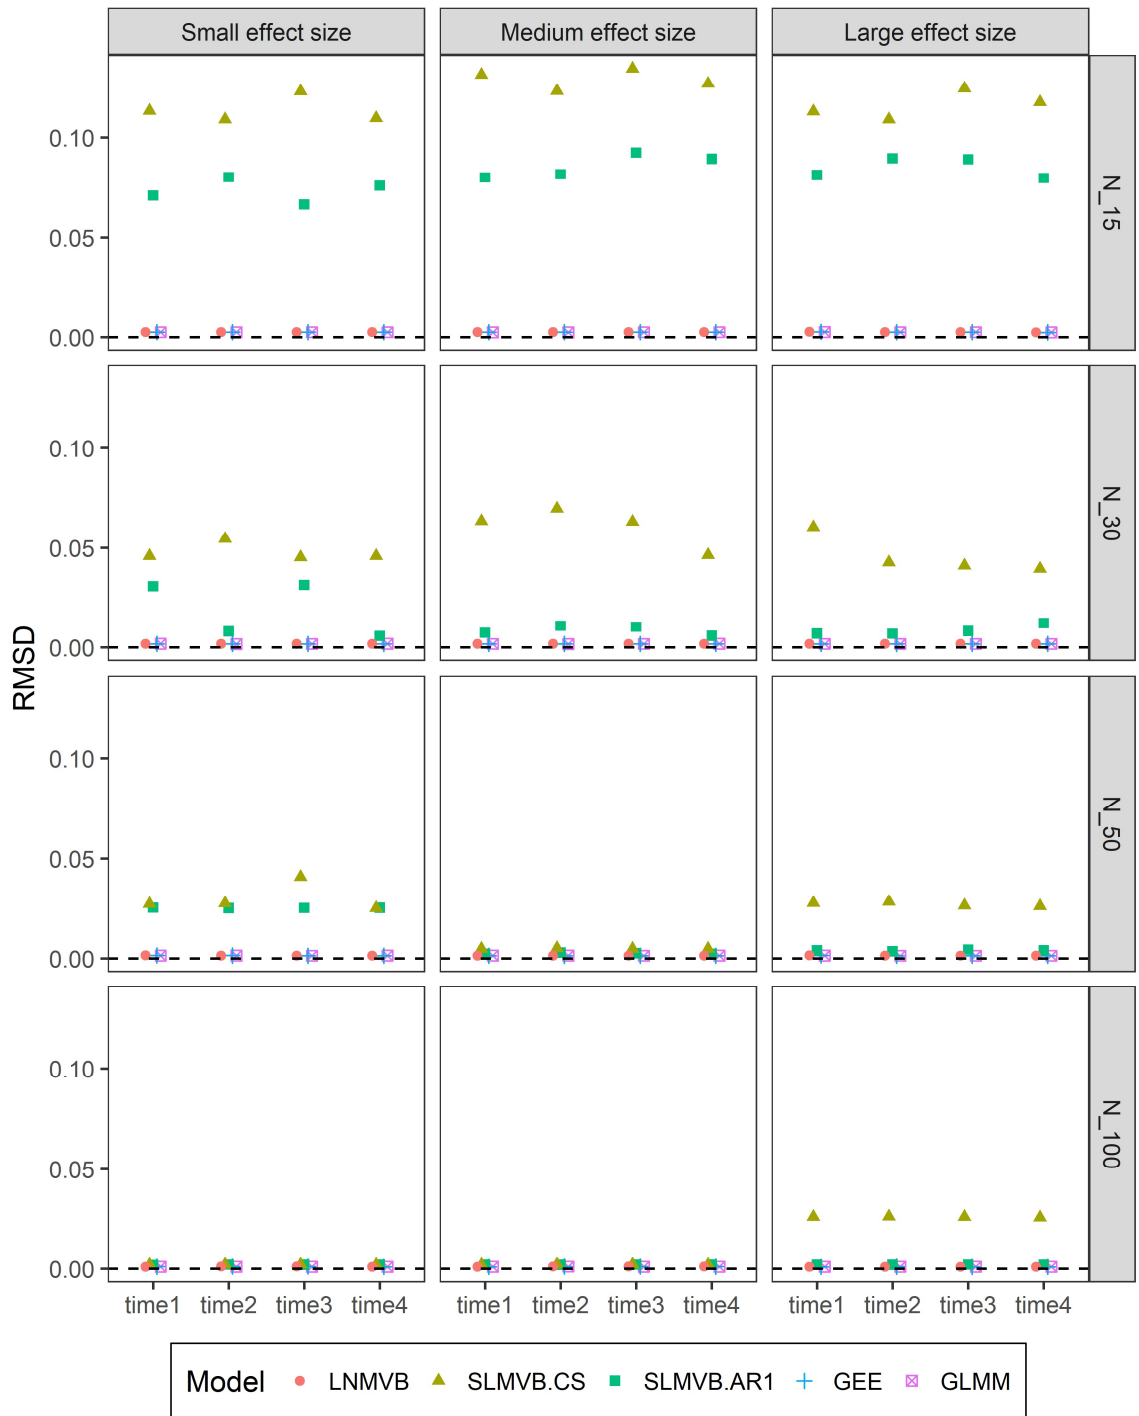 Small effect size
Medium effect size
Large effect size
0.10
0.05
0.00
N_15
0.10
0.05
0.00
N_30
RMSD
0.10
0.05
0.00
N_50
0.10
0.05
0.00
N_100
time1 time2 time3 time4
time1 time2 time3 time4
time1 time2 time3 time4
Model LNMVB SLMVB.CS SLMVB.AR1 GEE GLMM